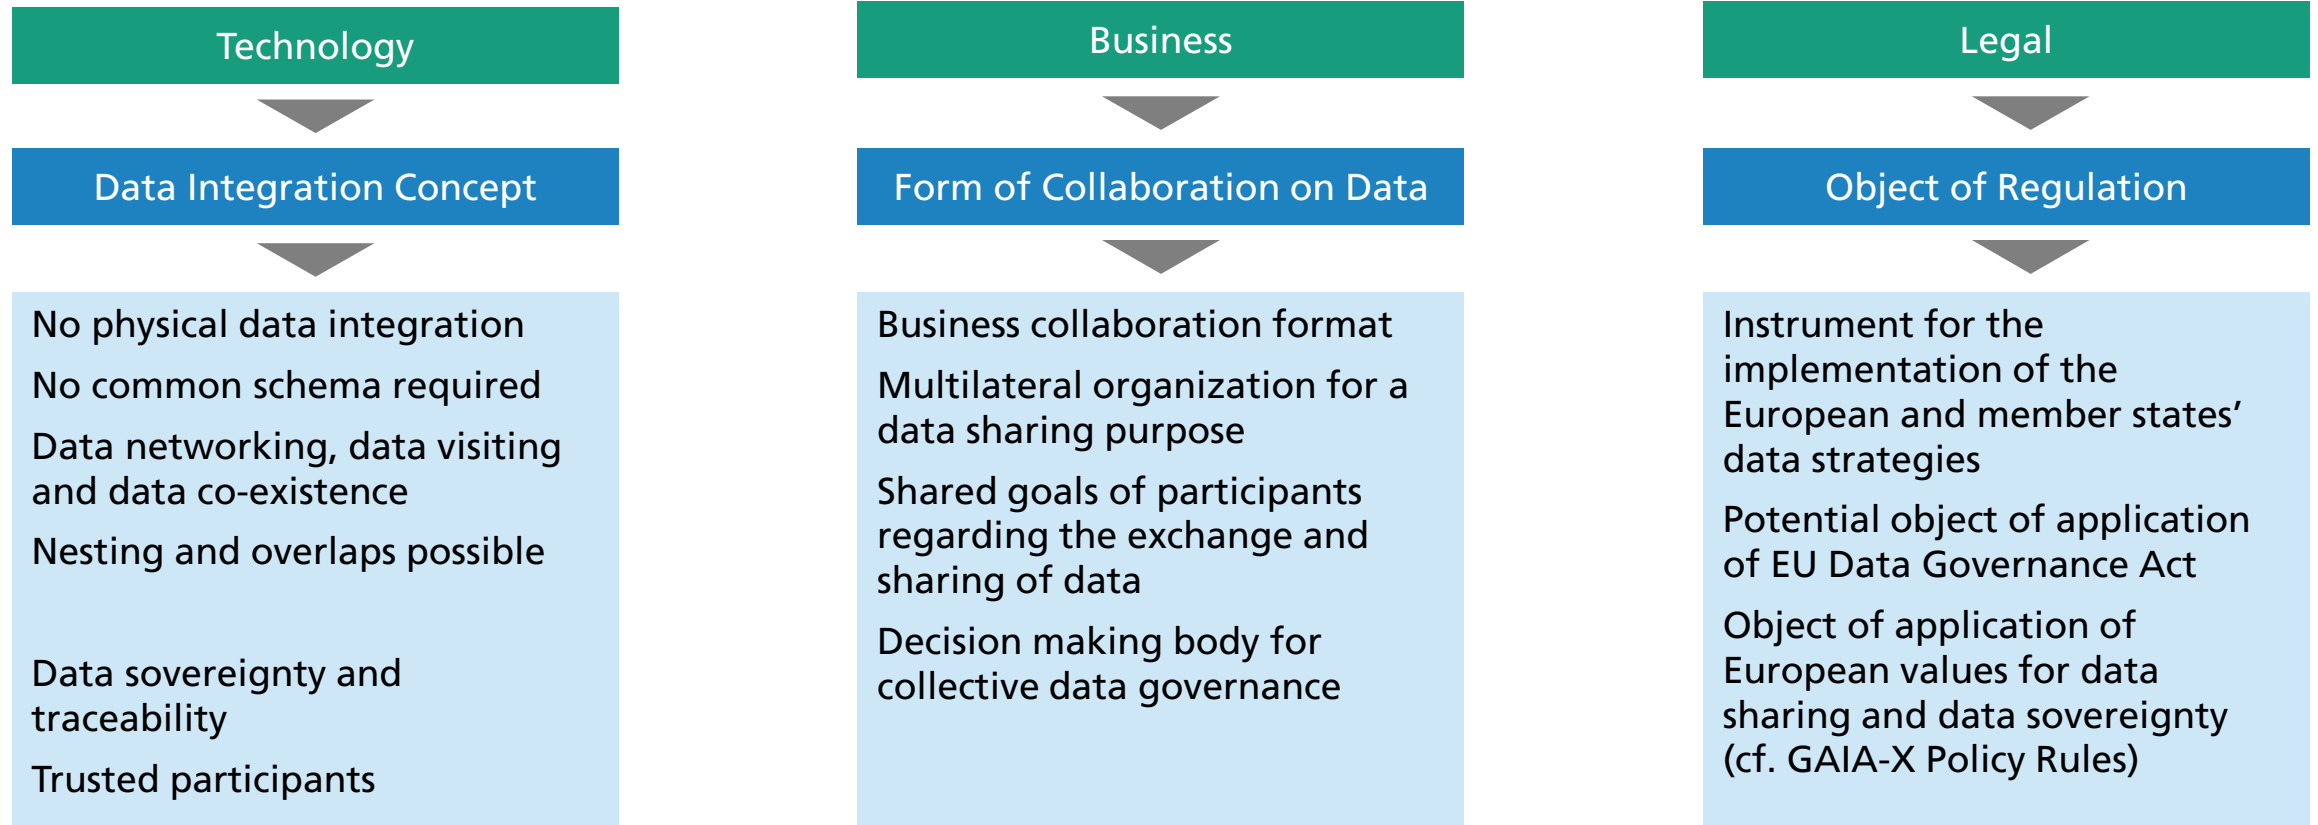 Technology
Data Integration Concept
No physical data integration
No common schema required
Data networking, data visiting
and data co-existence
Nesting and overlaps possible
Data sovereignty and
traceability
Trusted participants
Business
Form of Collaboration on Data
Business collaboration format
Multilateral organization for a
data sharing purpose
Shared goals of participants
regarding the exchange and
sharing of data
Decision making body for
collective data governance
Legal
Object of Regulation
Instrument for the
implementation of the
European and member states’
data strategies
Potential object of application
of EU Data Governance Act
Object of application of
European values for data
sharing and data sovereignty
(cf. GAIA-X Policy Rules)